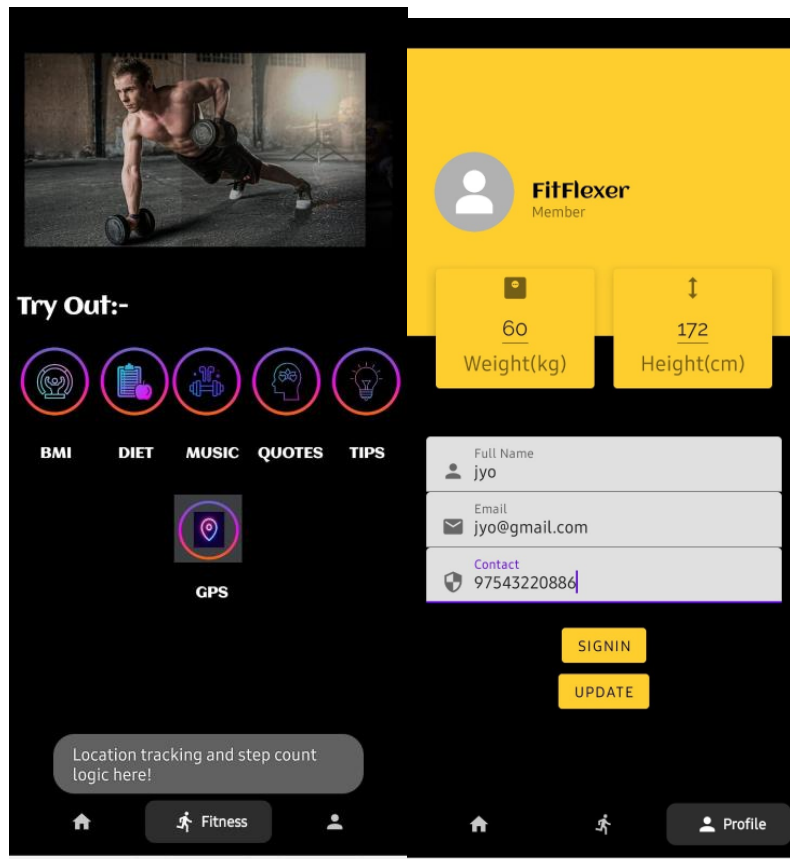 Try Out:-
BMI DIET MUSIC QUOTES TIPS
GPS
Location tracking and step count
logic here!
Fitness
FitFlexer
Member
60 172
Weight(kg) Height(cm)
Full Name
jyo
Email
jyo@gmail.com
Contact
97543220886
SIGNIN
UPDATE
Profile